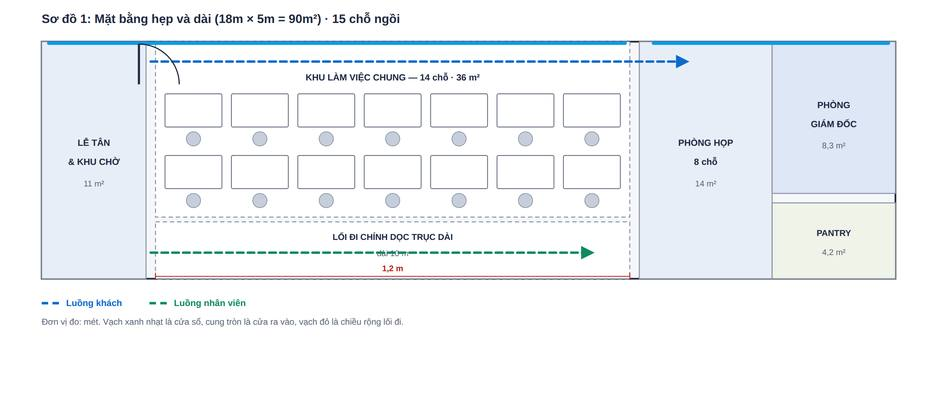 Sơ đồ 1: Mặt bằng hẹp và dài (18m × 5m = 90m²) · 15 chỗ ngồi
KHU LÀM VIỆC CHUNG — 14 chỗ · 36 m²
LỄ TÂN
& KHU CHỜ
11 m²
PHÒNG HỌP
8 chỗ
14 m²
PHÒNG
GIÁM ĐỐC
8,3 m²
PANTRY
4,2 m²
LỐI ĐI CHÍNH DỌC TRỤC DÀI
dài 10 m
1,2 m
Luồng khách
Luồng nhân viên
Đơn vị đo: mét. Vạch xanh nhạt là cửa sổ, cung tròn là cửa ra vào, vạch đỏ là chiều rộng lối đi.